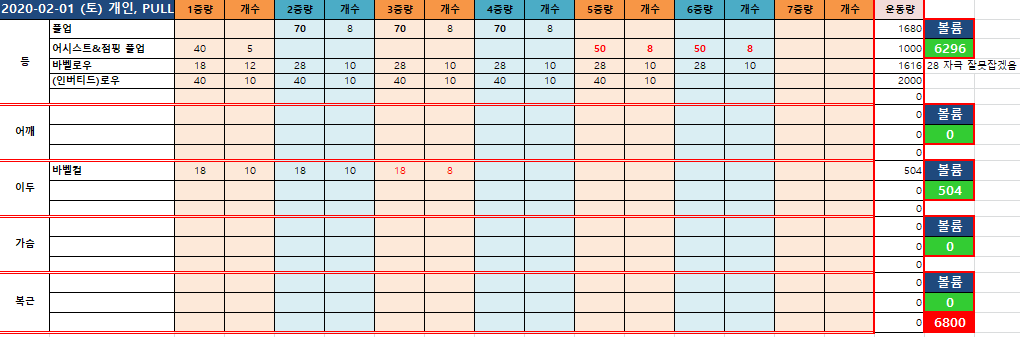 2020-02-01 (토) 개인, PULL 1중량 개수 2중량 개수 3중량 개수 4중량 개수 5중량 개수 6중량 개수 7중량 개수 운동량
등 풀업 70 8 70 8 70 8 1680 볼륨
어시스트&점핑 풀업 40 5 50 8 50 8 1000 6296
바벨로우 18 12 28 10 28 10 28 10 28 10 28 10 1616 28 자극 잘못잡겠음
(인버티드)로우 40 10 40 10 40 10 40 10 40 10 2000
0
어깨 0 볼륨
0 0
0
이두 바벨컬 18 10 18 10 18 8 504 볼륨
0 504
0
가슴 0 볼륨
0 0
0
복근 0 볼륨
0 0
0 6800